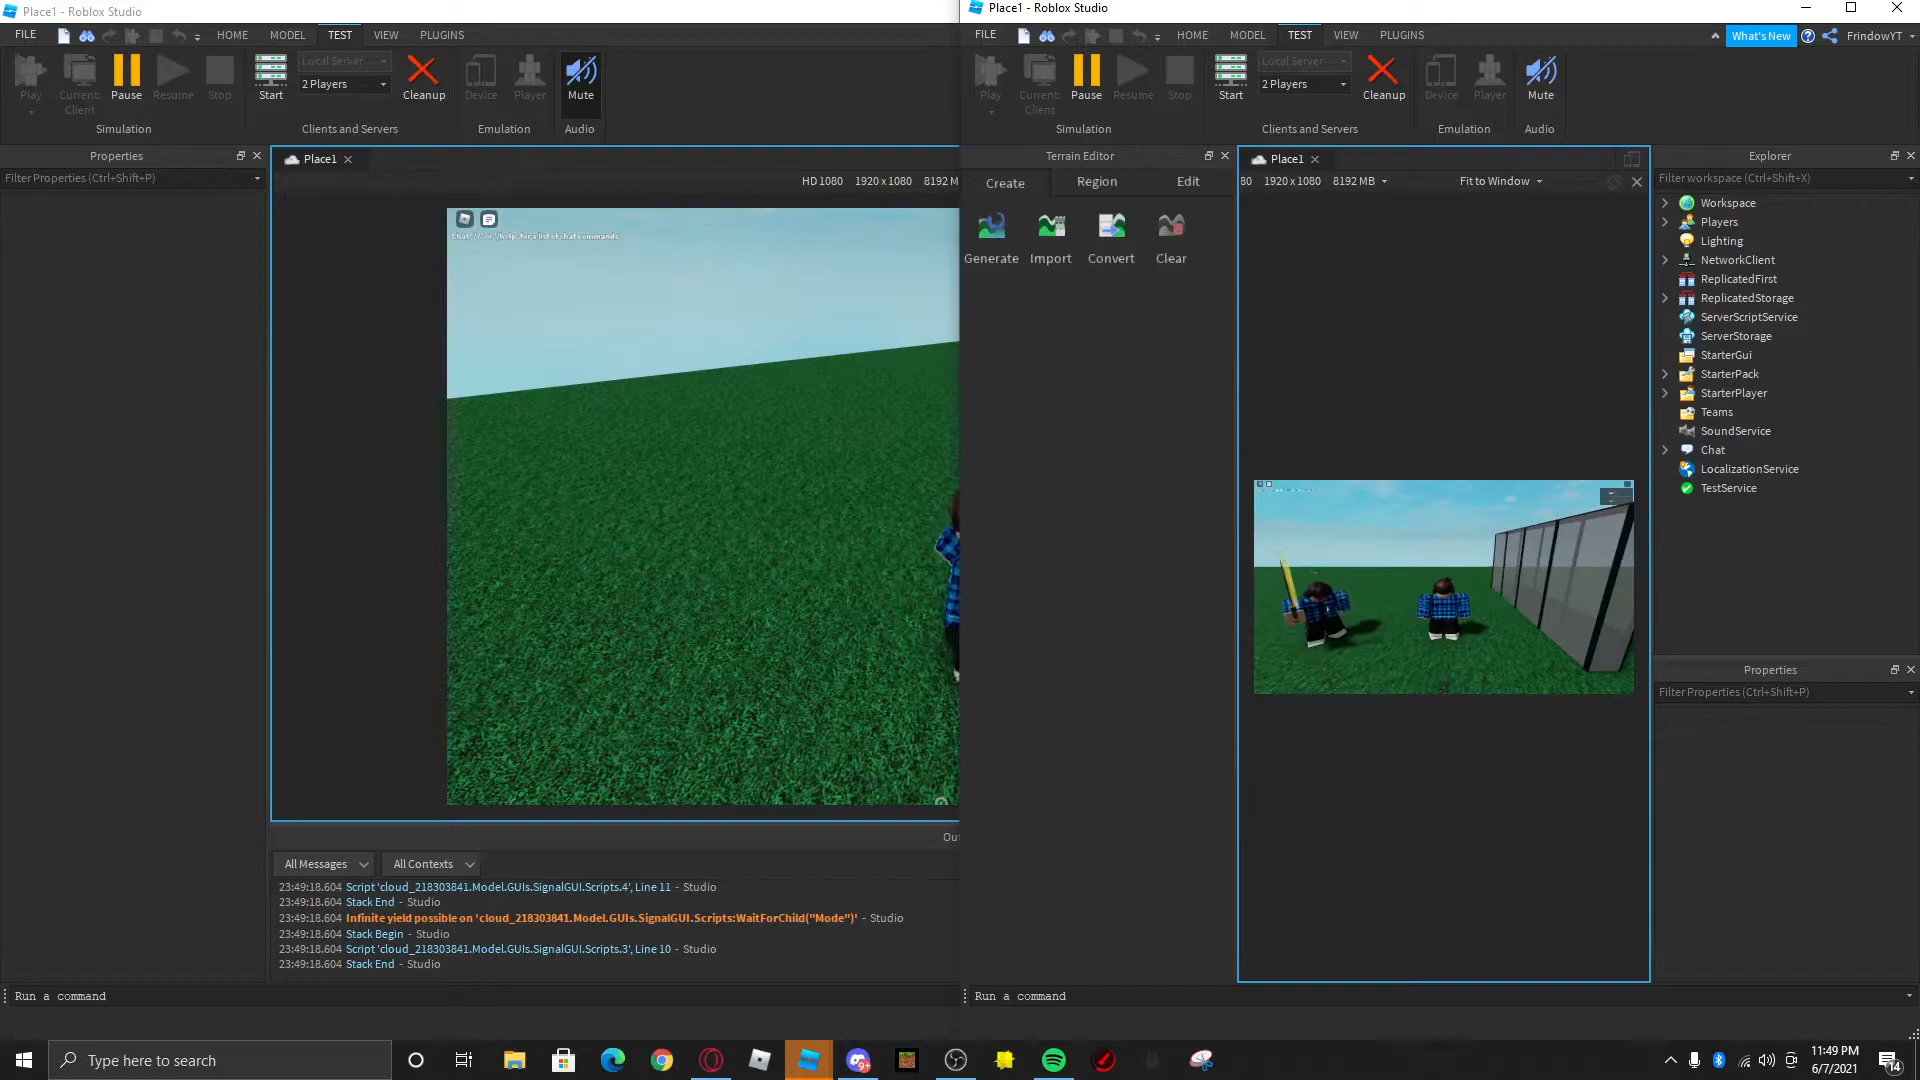 Place1 - Roblox Studio
FILE HOME MODEL TEST VIEW PLUGINS
Play Current: Client Pause Resume Stop
Simulation
Start Local Server 2 Players Cleanup
Clients and Servers
Device Player
Emulation
Mute
Audio
Properties
Filter Properties (Ctrl+Shift+P)
Place1
HD 1080 1920 x 1080 8192 M
All Messages All Contexts
23:49:18.604 Script 'cloud_218303841.Model.GUIs.SignalGUI.Scripts.4', Line 11 - Studio
23:49:18.604 Stack End - Studio
23:49:18.604 Infinite yield possible on 'cloud_218303841.Model.GUIs.SignalGUI.Scripts:WaitForChild("Mode")' - Studio
23:49:18.604 Stack Begin - Studio
23:49:18.604 Script 'cloud_218303841.Model.GUIs.SignalGUI.Scripts.3', Line 10 - Studio
23:49:18.604 Stack End - Studio
Run a command
Place1 - Roblox Studio
FILE HOME MODEL TEST VIEW PLUGINS What's New FrindowYT
Play Current: Client Pause Resume Stop
Simulation
Start Local Server 2 Players Cleanup
Clients and Servers
Device Player
Emulation
Mute
Audio
Terrain Editor
Create Region Edit
Generate Import Convert Clear
Place1
80 1920 x 1080 8192 MB Fit to Window
Explorer
Filter workspace (Ctrl+Shift+X)
Workspace
Players
Lighting
NetworkClient
ReplicatedFirst
ReplicatedStorage
ServerScriptService
ServerStorage
StarterGui
StarterPack
StarterPlayer
Teams
SoundService
Chat
LocalizationService
TestService
Properties
Filter Properties (Ctrl+Shift+P)
Run a command
Type here to search
9+
11:49 PM
6/7/2021
14